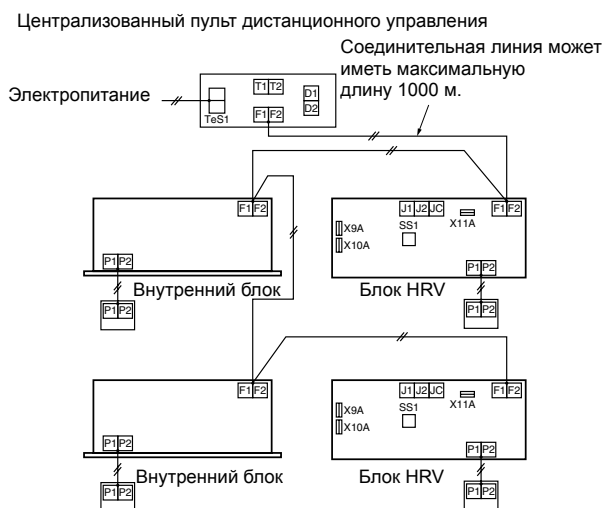 Централизованный пульт дистанционного управления
Соединительная линия может
иметь максимальную
длину 1000 м.
Электропитание
TeS1
T1 T2
F1 F2
D1
D2
F1 F2
P1 P2
P1 P2
Внутренний блок
J1 J2 JC
X11A
F1 F2
X9A
X10A
SS1
P1 P2
P1 P2
Блок HRV
F1 F2
P1 P2
P1 P2
Внутренний блок
J1 J2 JC
X11A
F1 F2
X9A
X10A
SS1
P1 P2
P1 P2
Блок HRV